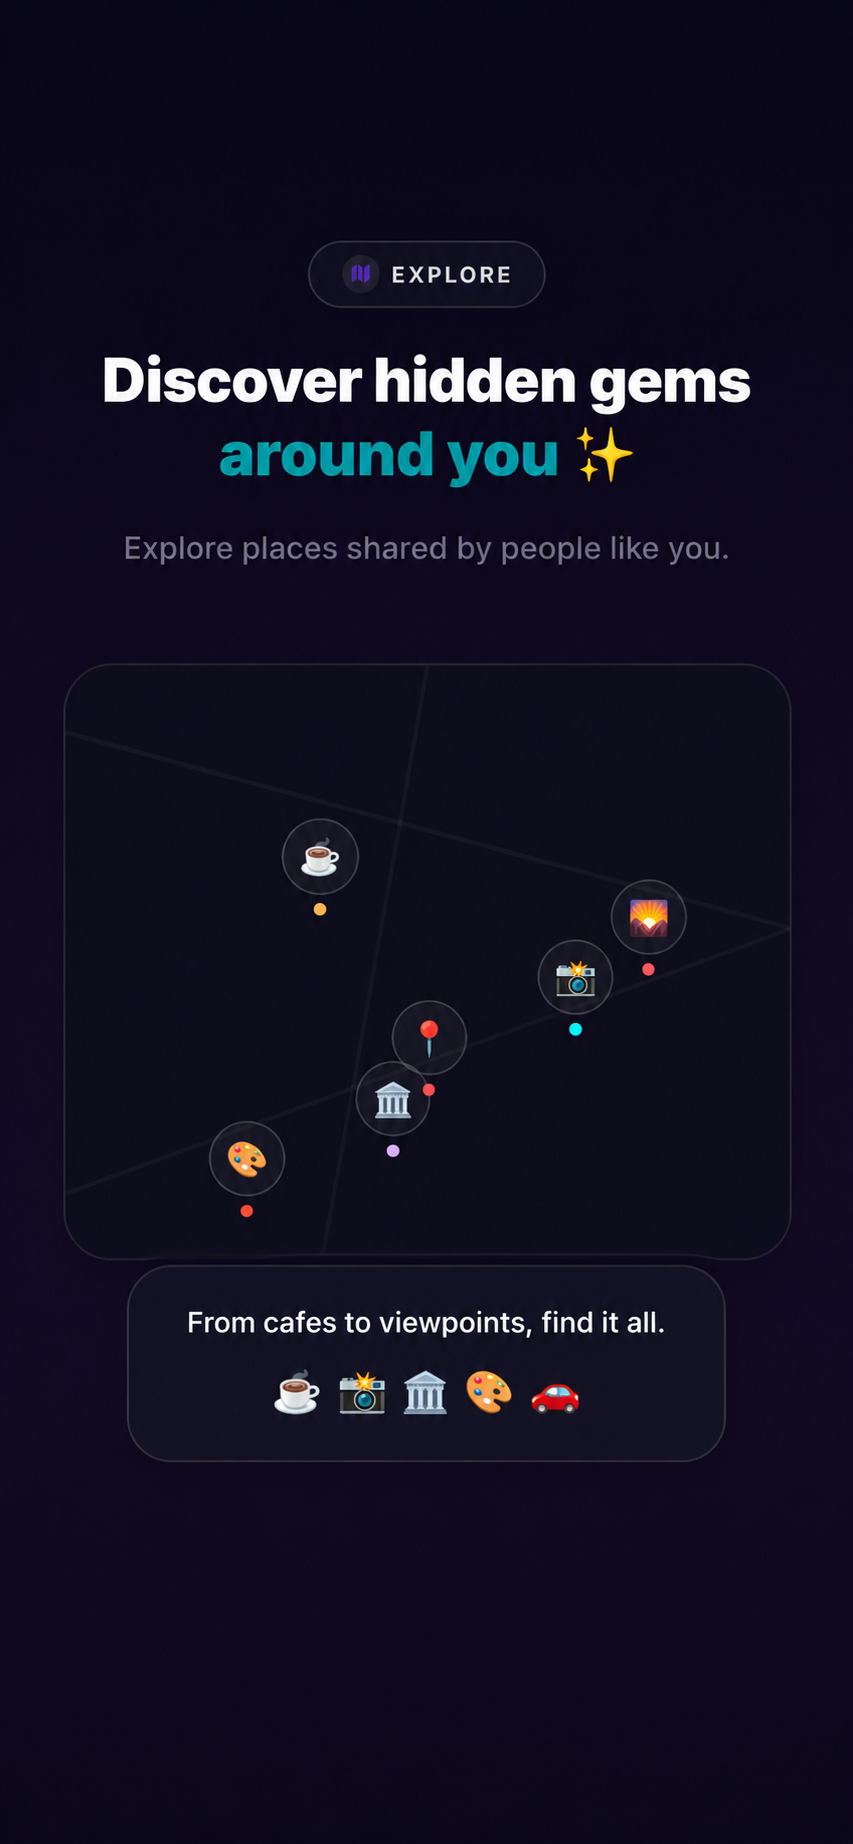 EXPLORE
Discover hidden gems
around you ✨
Explore places shared by people like you.
From cafes to viewpoints, find it all.